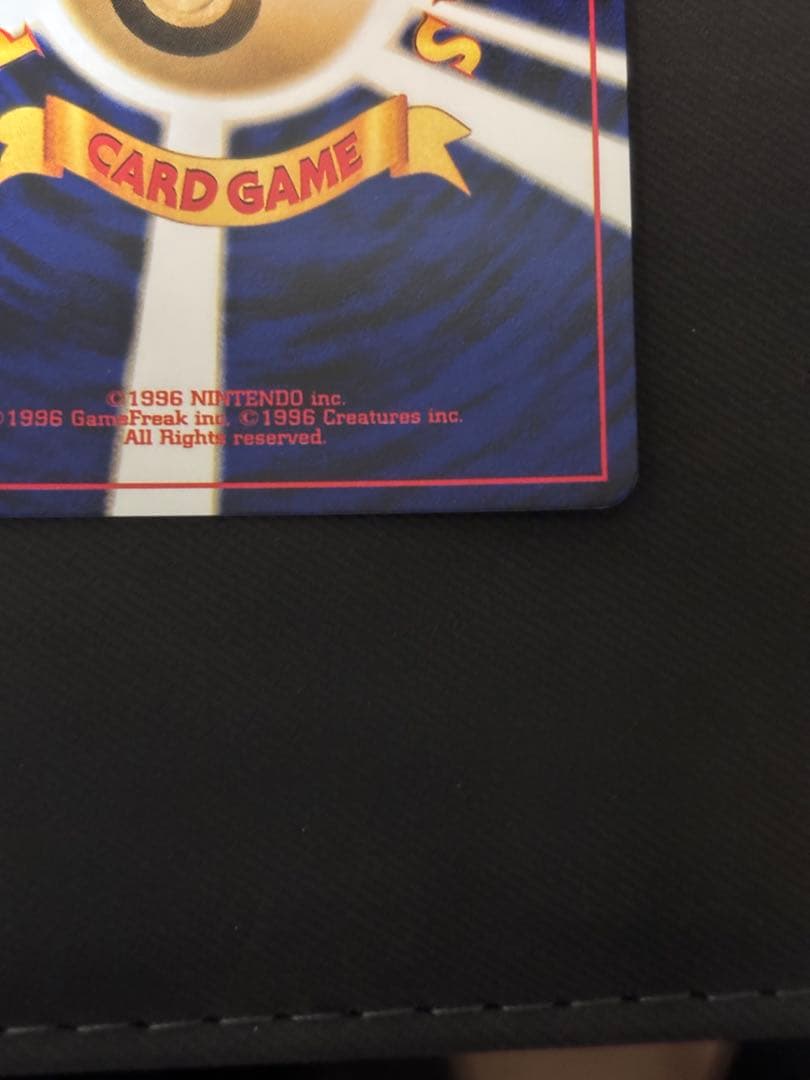 CARD GAME
©1996 NINTENDO inc.
©1996 GameFreak inc. ©1996 Creatures inc.
All Rights reserved.